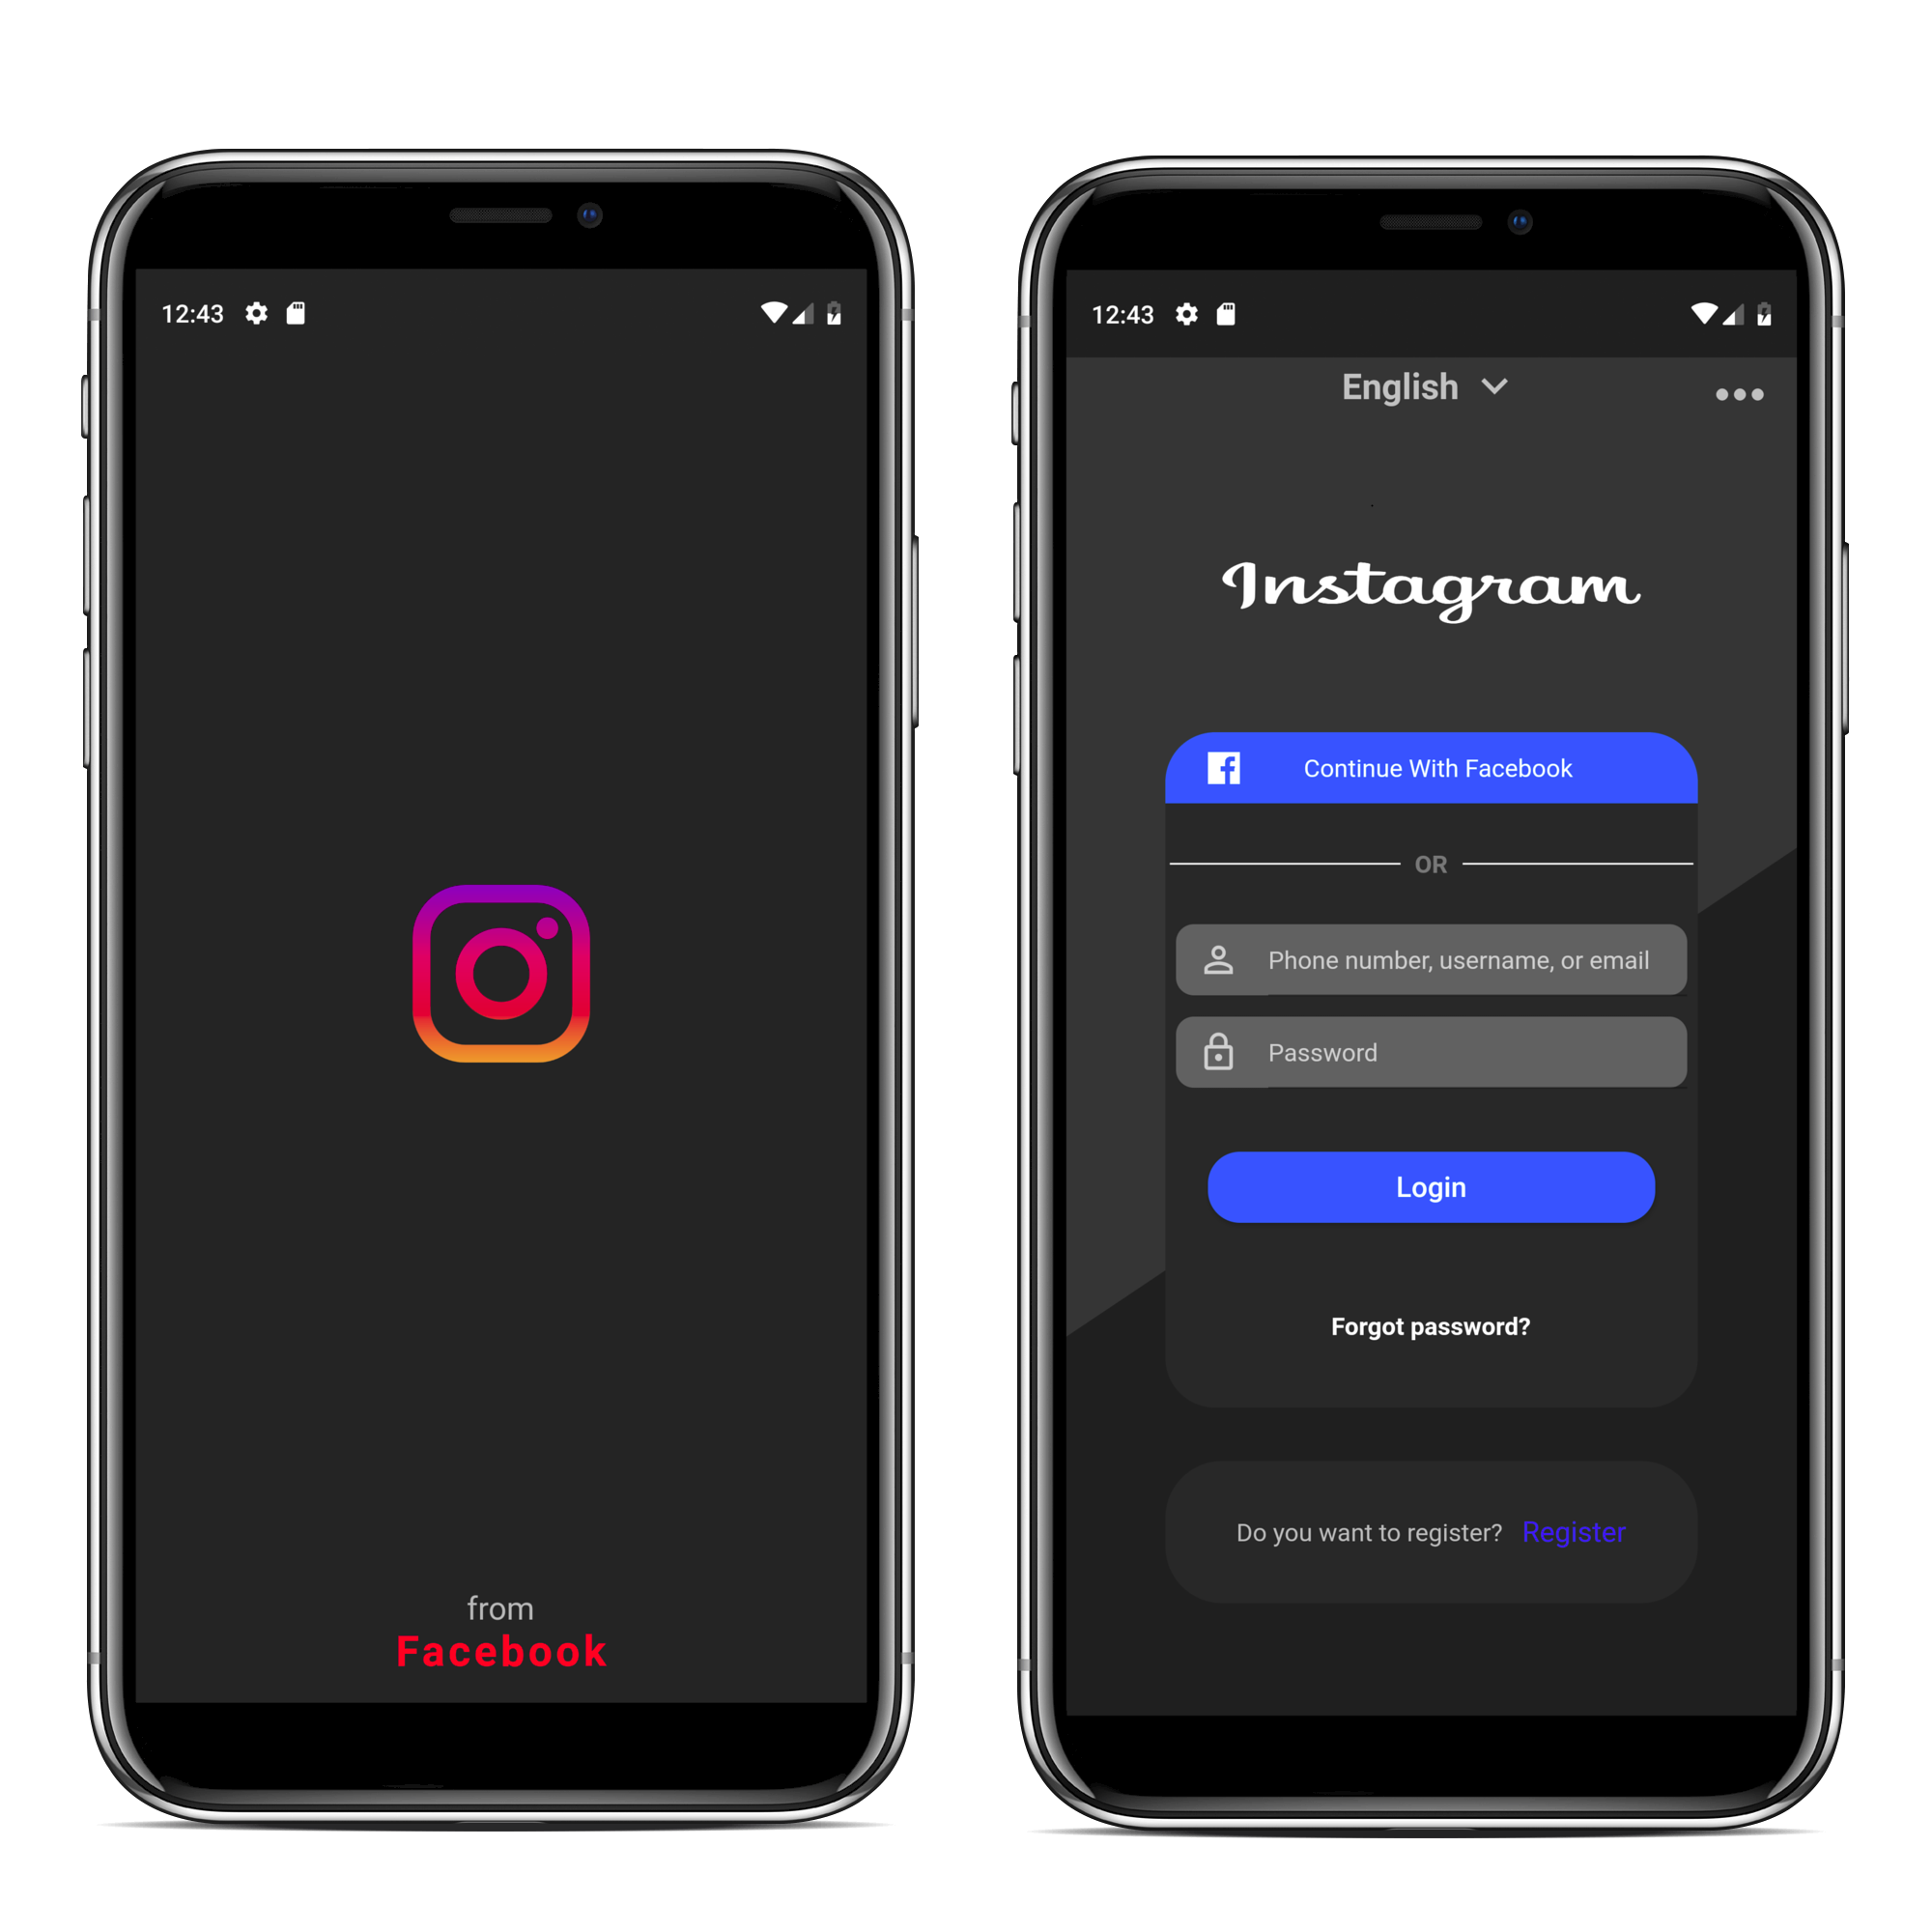 12:43
from
Facebook
12:43
English
Instagram
Continue With Facebook
OR
Phone number, username, or email
Password
Login
Forgot password?
Do you want to register? Register